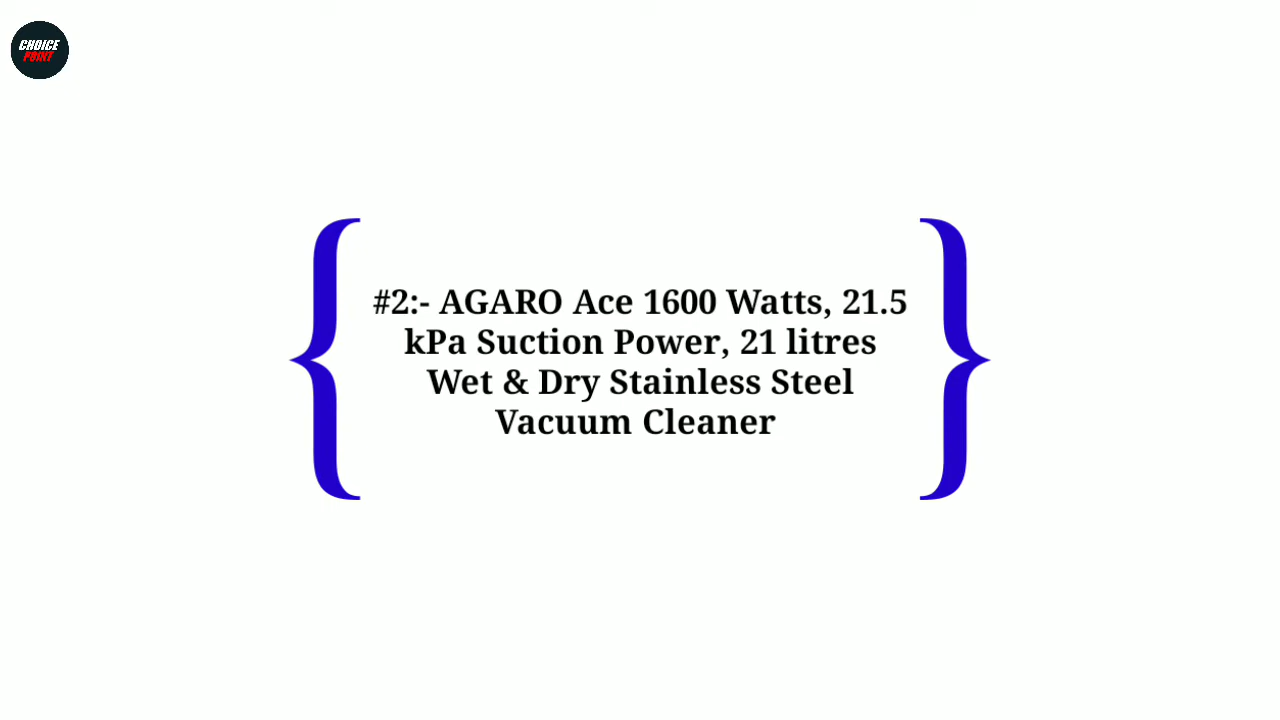 CHOICE
POINT
#2:- AGARO Ace 1600 Watts, 21.5
kPa Suction Power, 21 litres
Wet & Dry Stainless Steel
Vacuum Cleaner